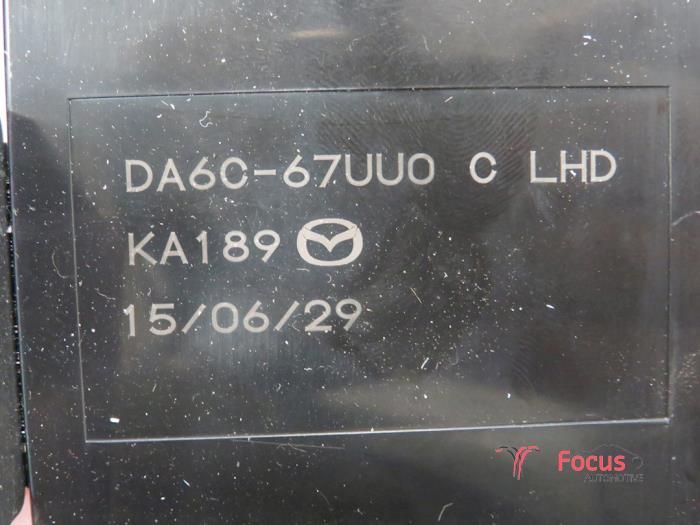 DA6C-67UU0 C LHD
KA189
15/06/29
Focus
AUTOMOTIVE